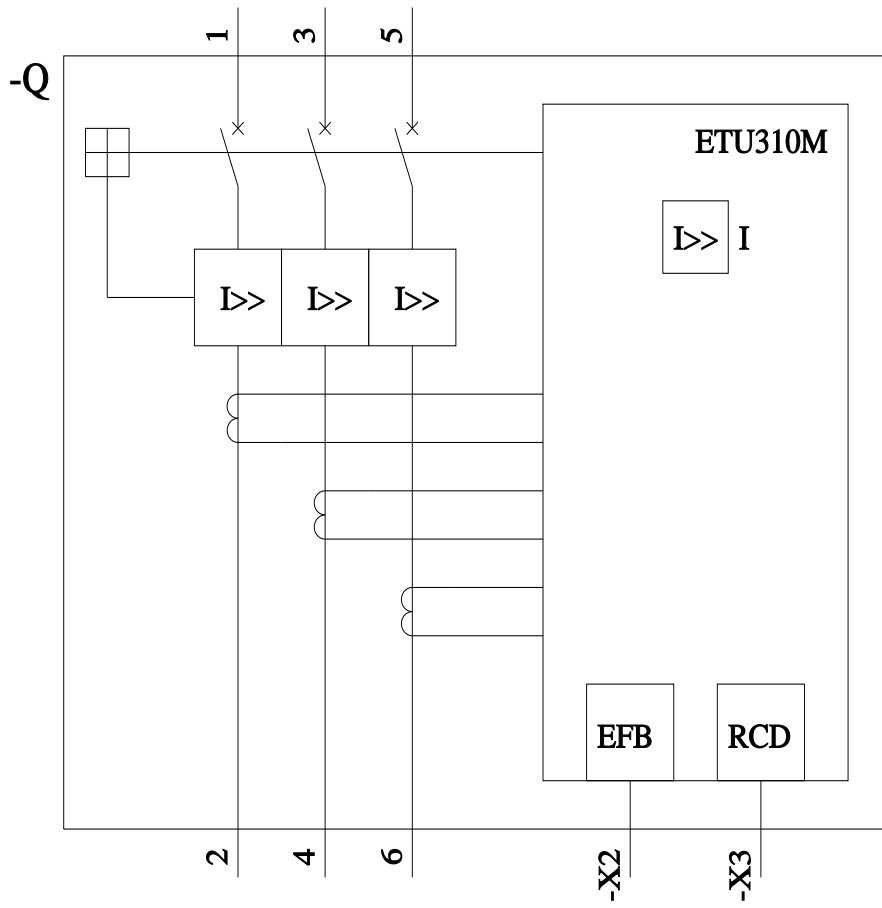 1
3
5
-Q
ETU310M
I>> I
I>> I>> I>>
EFB
RCD
2
4
6
-X2
-X3